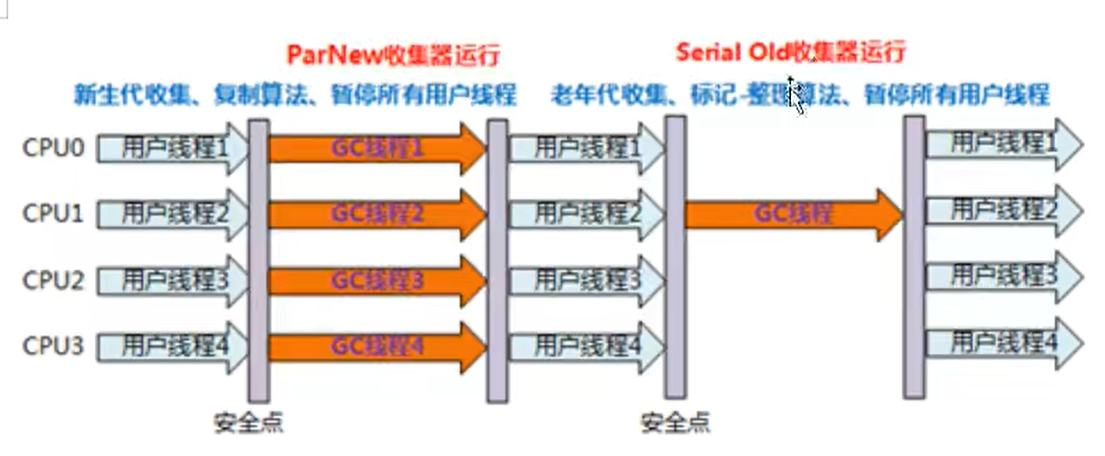 ParNew收集器运行
Serial Old收集器运行
新生代收集、复制算法、暂停所有用户线程
老年代收集、标记-整理算法、暂停所有用户线程
CPU0 用户线程1 GC线程1 用户线程1 用户线程1
CPU1 用户线程2 GC线程2 用户线程2 GC线程 用户线程2
CPU2 用户线程3 GC线程3 用户线程3 用户线程3
CPU3 用户线程4 GC线程4 用户线程4 用户线程4
安全点 安全点